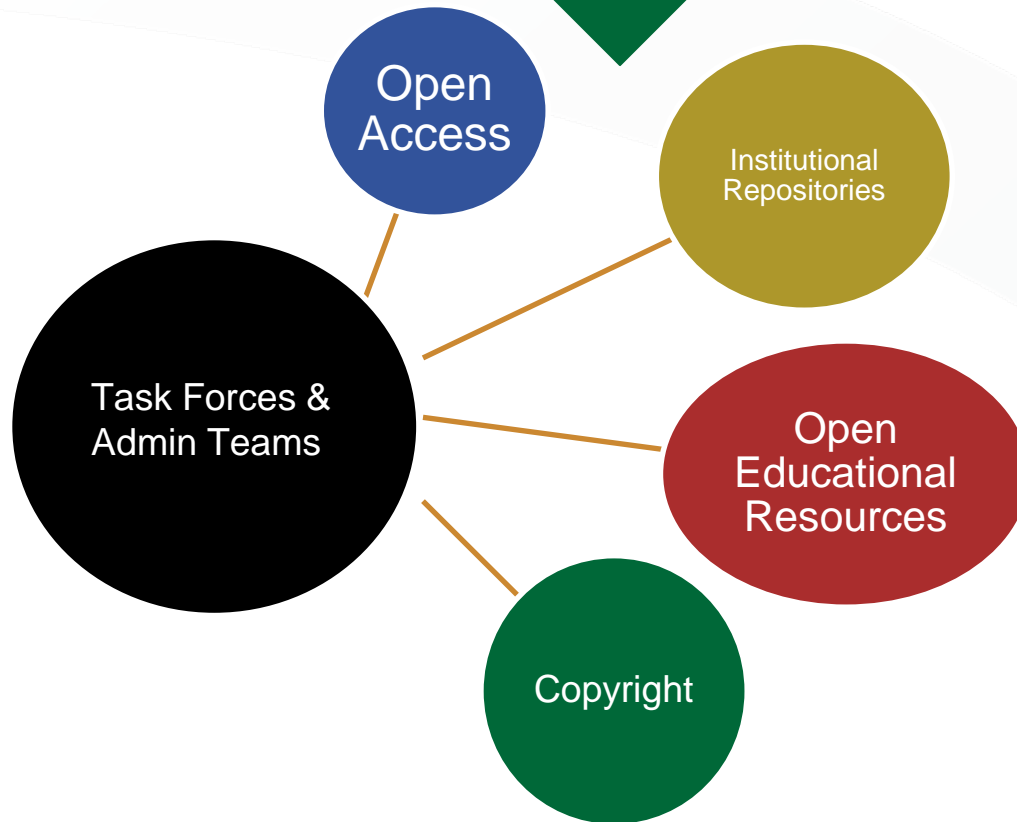 Open
Access
Institutional
Repositories
Task Forces &
Admin Teams
Open
Educational
Resources
Copyright